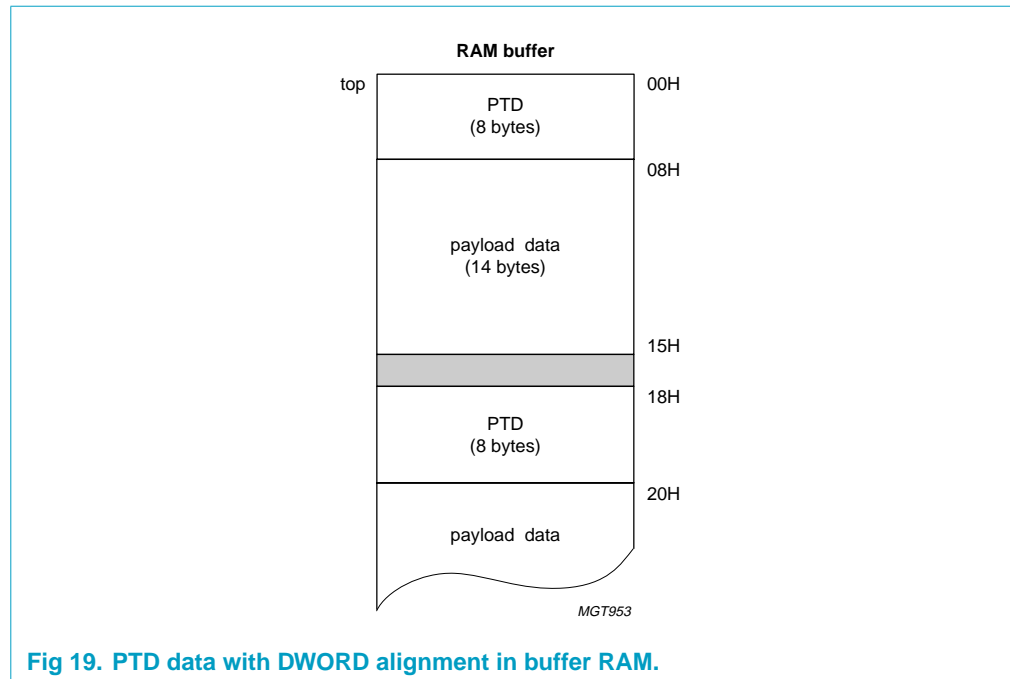 RAM buffer
top
00H
PTD
(8 bytes)
08H
payload data
(14 bytes)
15H
18H
PTD
(8 bytes)
20H
payload data
MGT953
Fig 19. PTD data with DWORD alignment in buffer RAM.